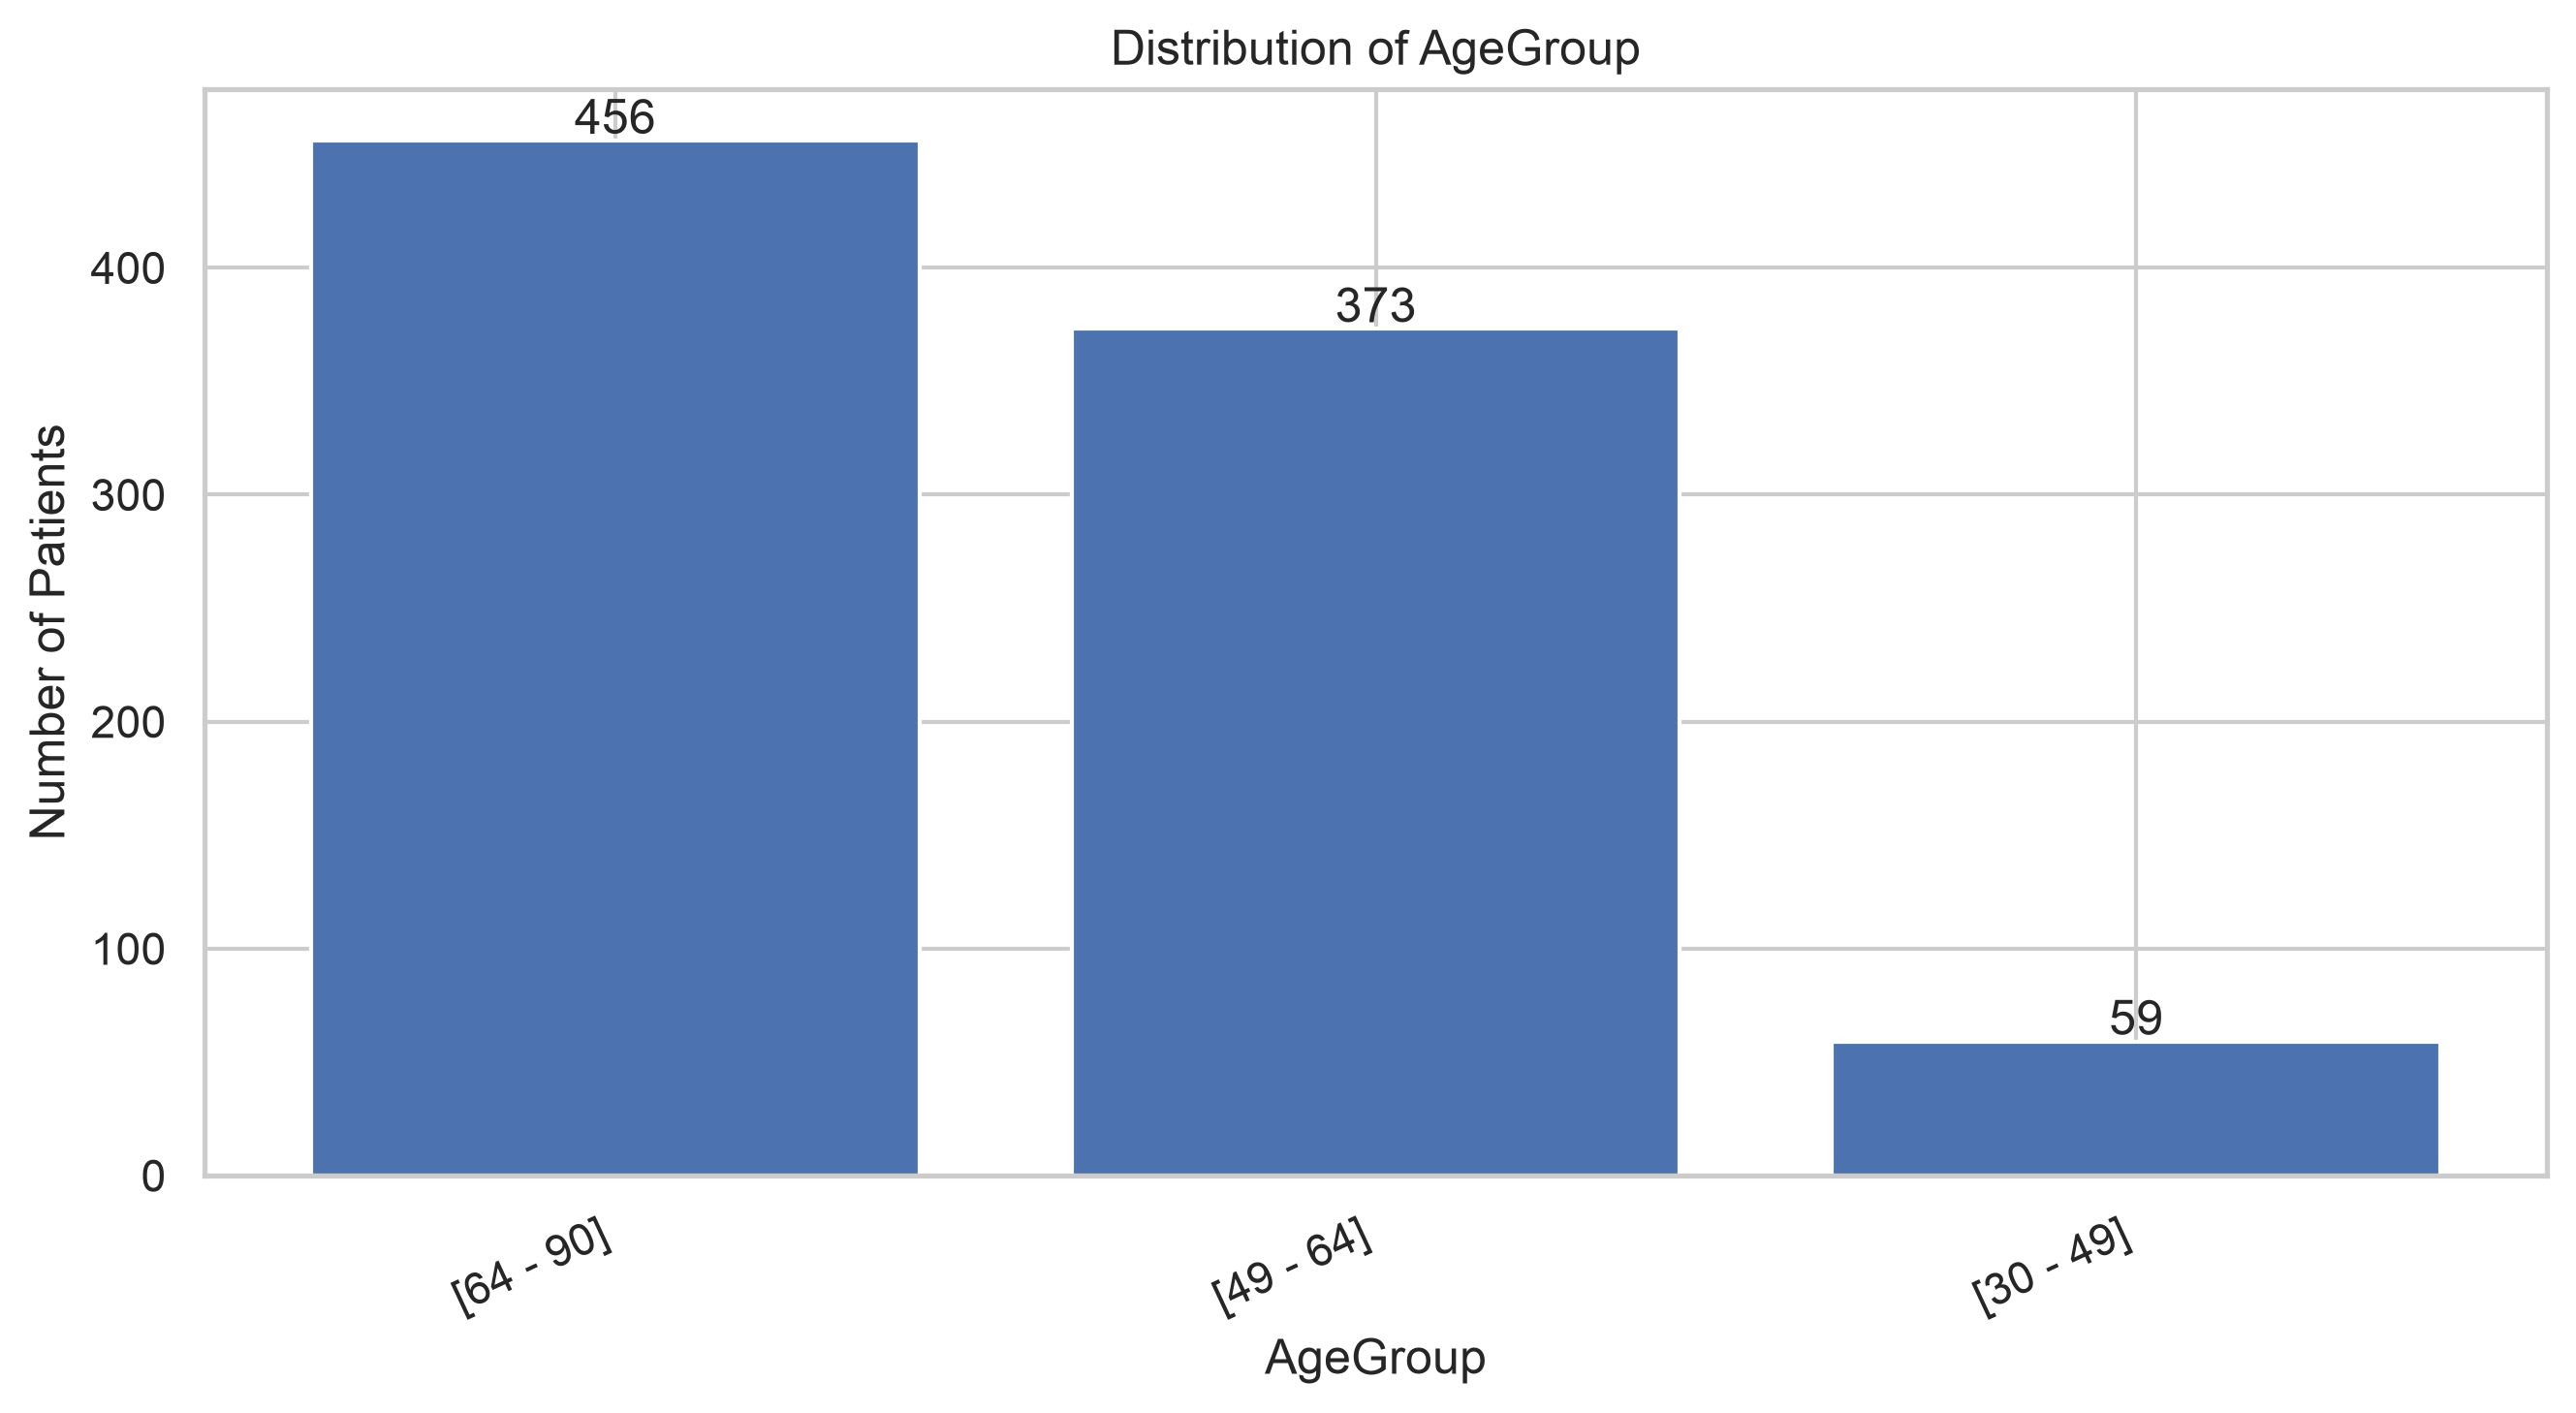 Distribution of AgeGroup
456
373
59
400
300
200
100
0
Number of Patients
[64 - 90]
[49 - 64]
[30 - 49]
AgeGroup